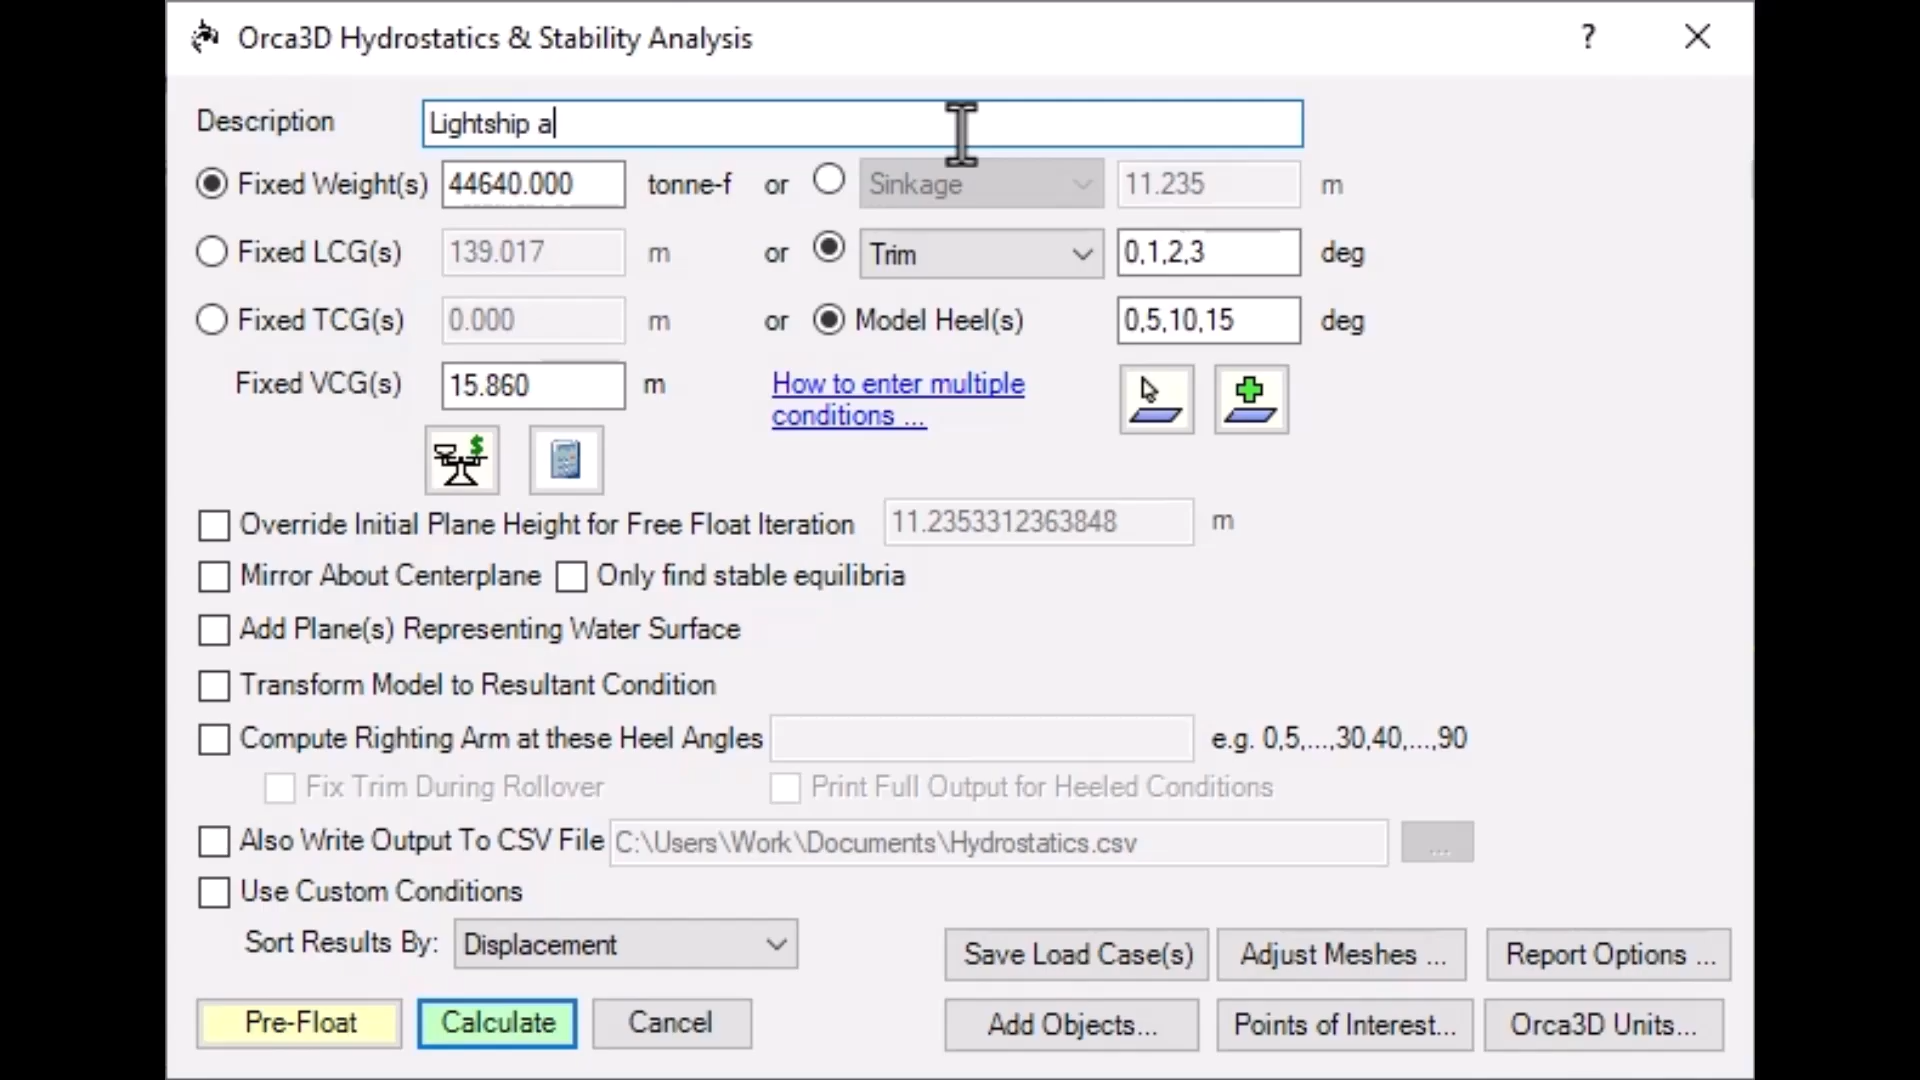 Orca3D Hydrostatics & Stability Analysis ?
Description Lightship a
Fixed Weight(s) 44640.000 tonne-f or Sinkage 11.235 m
Fixed LCG(s) 139.017 m or Trim 0,1,2,3 deg
Fixed TCG(s) 0.000 m or Model Heel(s) 0,5,10,15 deg
Fixed VCG(s) 15.860 m How to enter multiple
conditions ...
Override Initial Plane Height for Free Float Iteration 11.2353312363848 m
Mirror About Centerplane Only find stable equilibria
Add Plane(s) Representing Water Surface
Transform Model to Resultant Condition
Compute Righting Arm at these Heel Angles e.g. 0,5,...,30,40,...,90
Fix Trim During Rollover Print Full Output for Heeled Conditions
Also Write Output To CSV File C:\Users\Work\Documents\Hydrostatics.csv ...
Use Custom Conditions
Sort Results By: Displacement Save Load Case(s) Adjust Meshes ... Report Options ...
Pre-Float Calculate Cancel Add Objects... Points of Interest... Orca3D Units...